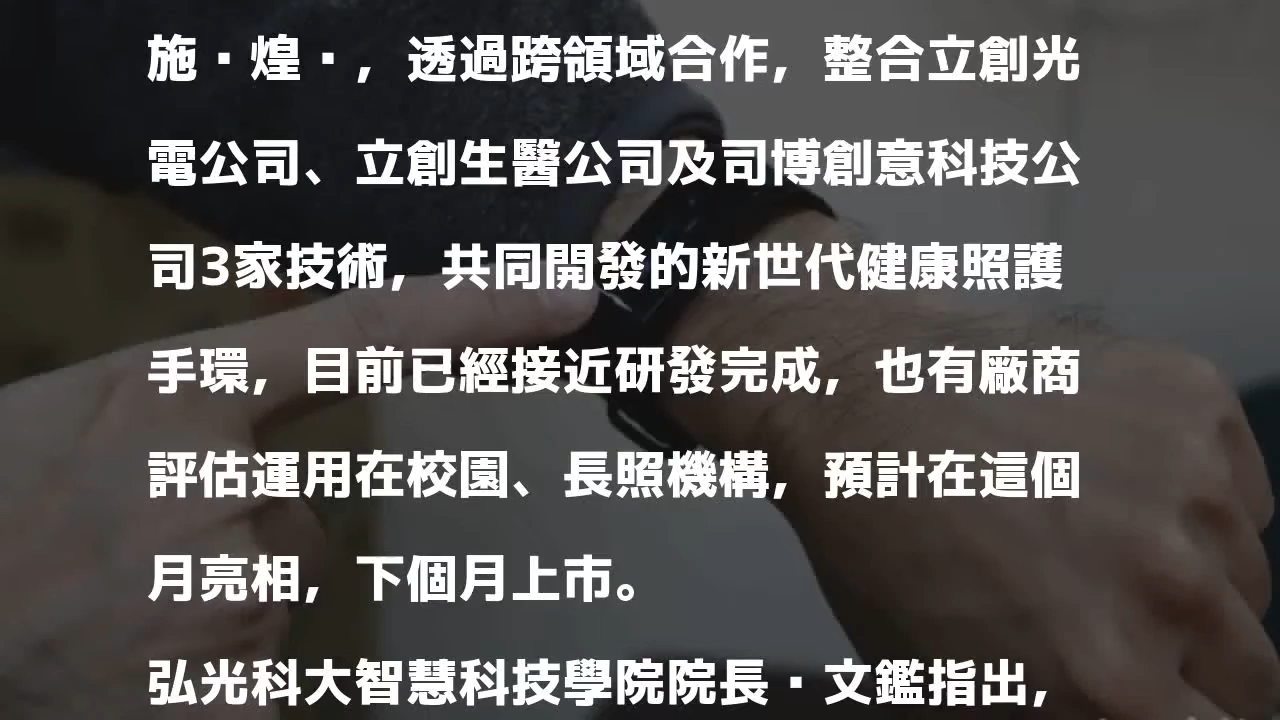 施▪煌▪，透過跨領域合作，整合立創光
電公司、立創生醫公司及司博創意科技公
司3家技術，共同開發的新世代健康照護
手環，目前已經接近研發完成，也有廠商
評估運用在校園、長照機構，預計在這個
月亮相，下個月上市。
弘光科大智慧科技學院院長▪文鑑指出，